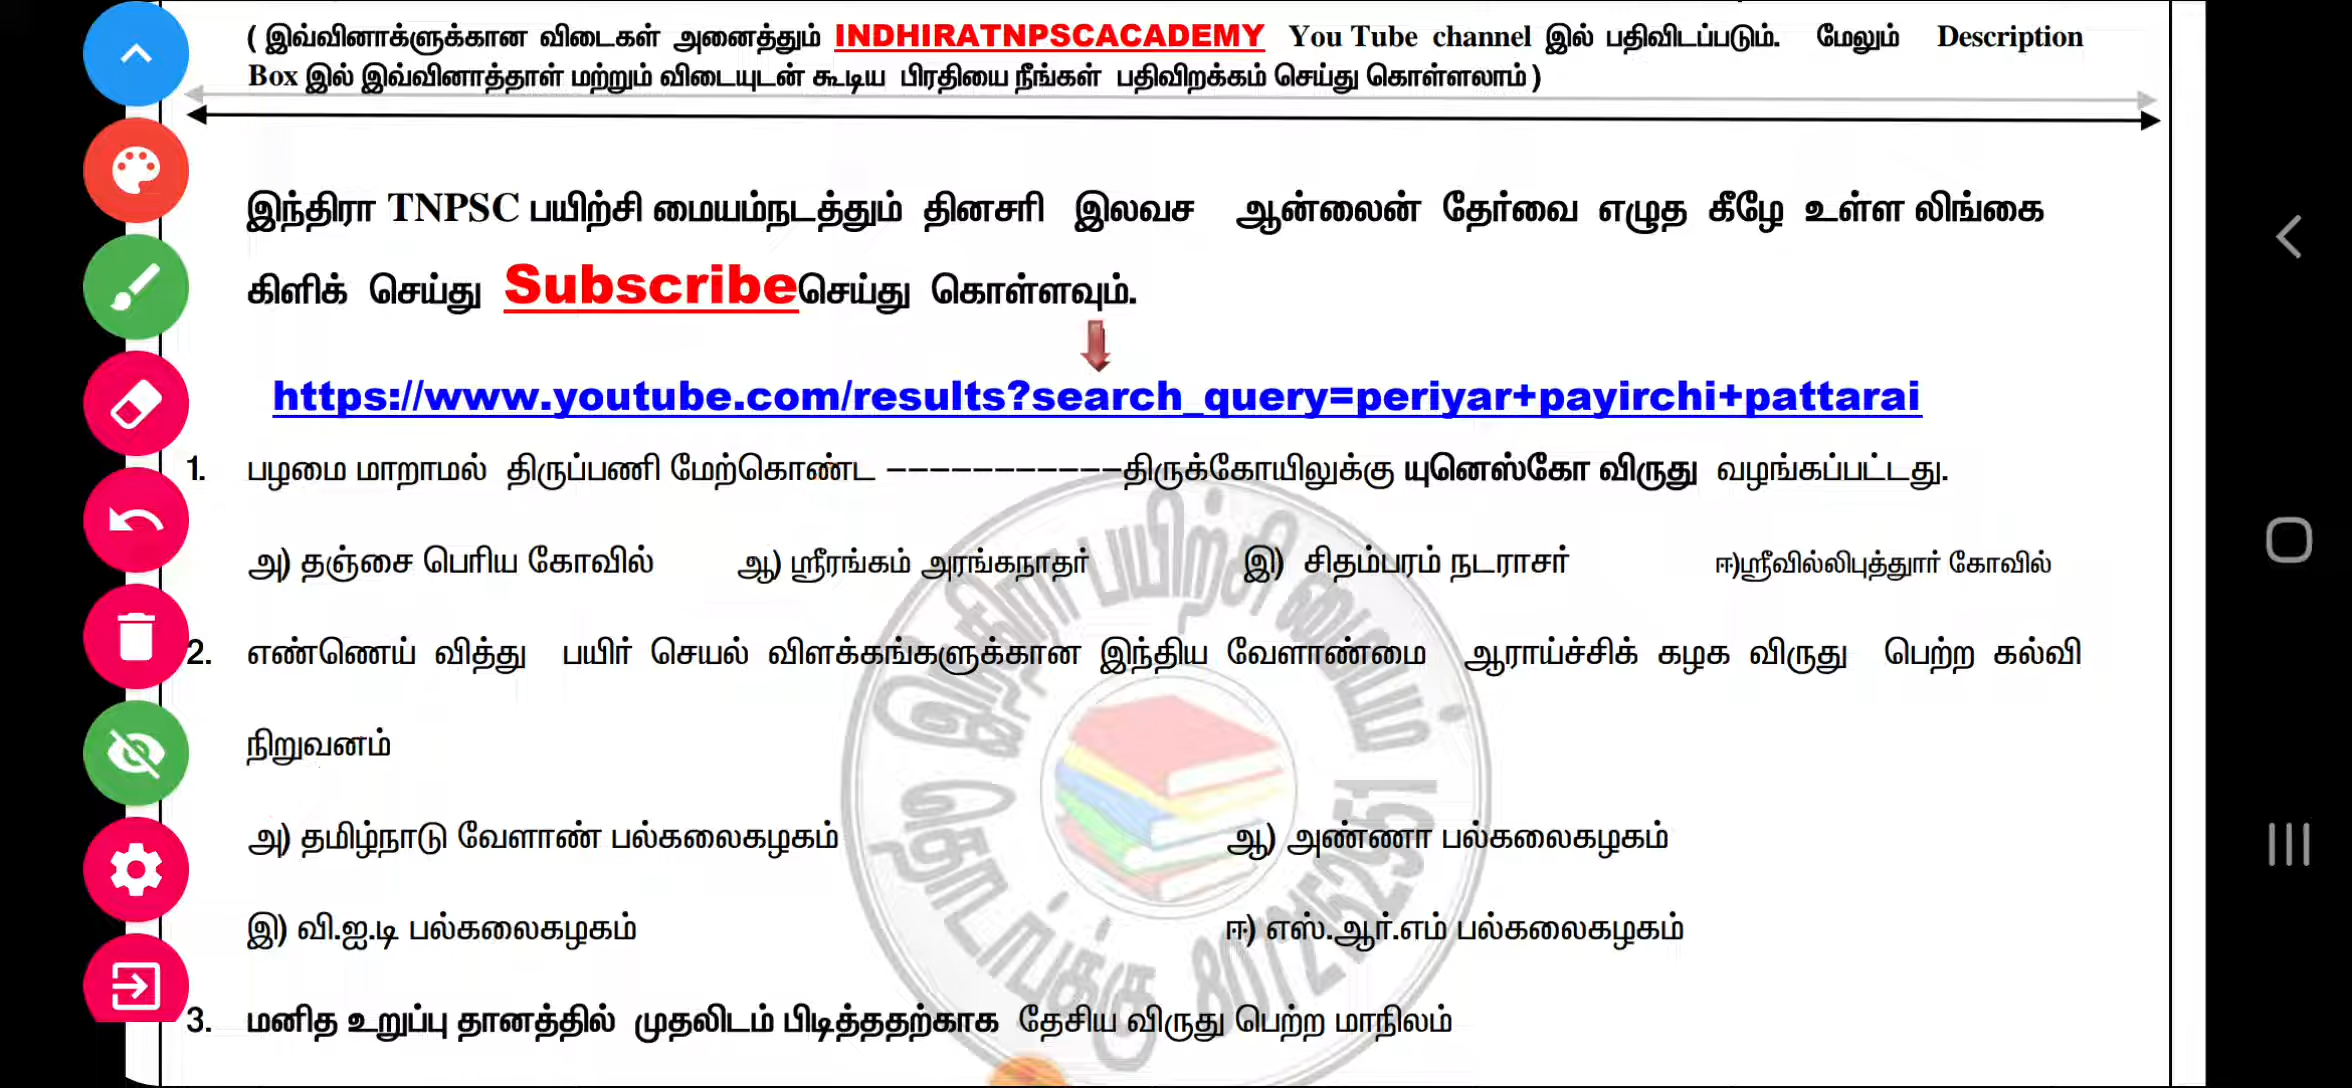 ( இவ்வினாக்ளுக்கான விடைகள் அனைத்தும் INDHIRATNPSCACADEMY You Tube channel இல் பதிவிடப்படும். மேலும் Description
Box இல் இவ்வினாத்தாள் மற்றும் விடையுடன் கூடிய பிரதியை நீங்கள் பதிவிறக்கம் செய்து கொள்ளலாம் )
இந்திரா TNPSC பயிற்சி மையம்நடத்தும் தினசரி இலவச ஆன்லைன் தேர்வை எழுத கீழே உள்ள லிங்கை
கிளிக் செய்து Subscribeசெய்து கொள்ளவும்.
https://www.youtube.com/results?search_query=periyar+payirchi+pattarai
1. பழமை மாறாமல் திருப்பணி மேற்கொண்ட −−−−−−−−−−−திருக்கோயிலுக்கு யுனெஸ்கோ விருது வழங்கப்பட்டது.
அ) தஞ்சை பெரிய கோவில் ஆ) ஸ்ரீரங்கம் அரங்கநாதர் இ) சிதம்பரம் நடராசர் ஈ)ஸ்ரீவில்லிபுத்துார் கோவில்
2. எண்ணெய் வித்து பயிர் செயல் விளக்கங்களுக்கான இந்திய வேளாண்மை ஆராய்ச்சிக் கழக விருது பெற்ற கல்வி
நிறுவனம்
அ) தமிழ்நாடு வேளாண் பல்கலைகழகம் ஆ) அண்ணா பல்கலைகழகம்
இ) வி.ஐ.டி பல்கலைகழகம் ஈ) எஸ்.ஆர்.எம் பல்கலைகழகம்
3. மனித உறுப்பு தானத்தில் முதலிடம் பிடித்ததற்காக தேசிய விருது பெற்ற மாநிலம்
இந்திரா பயிற்சி மையம்